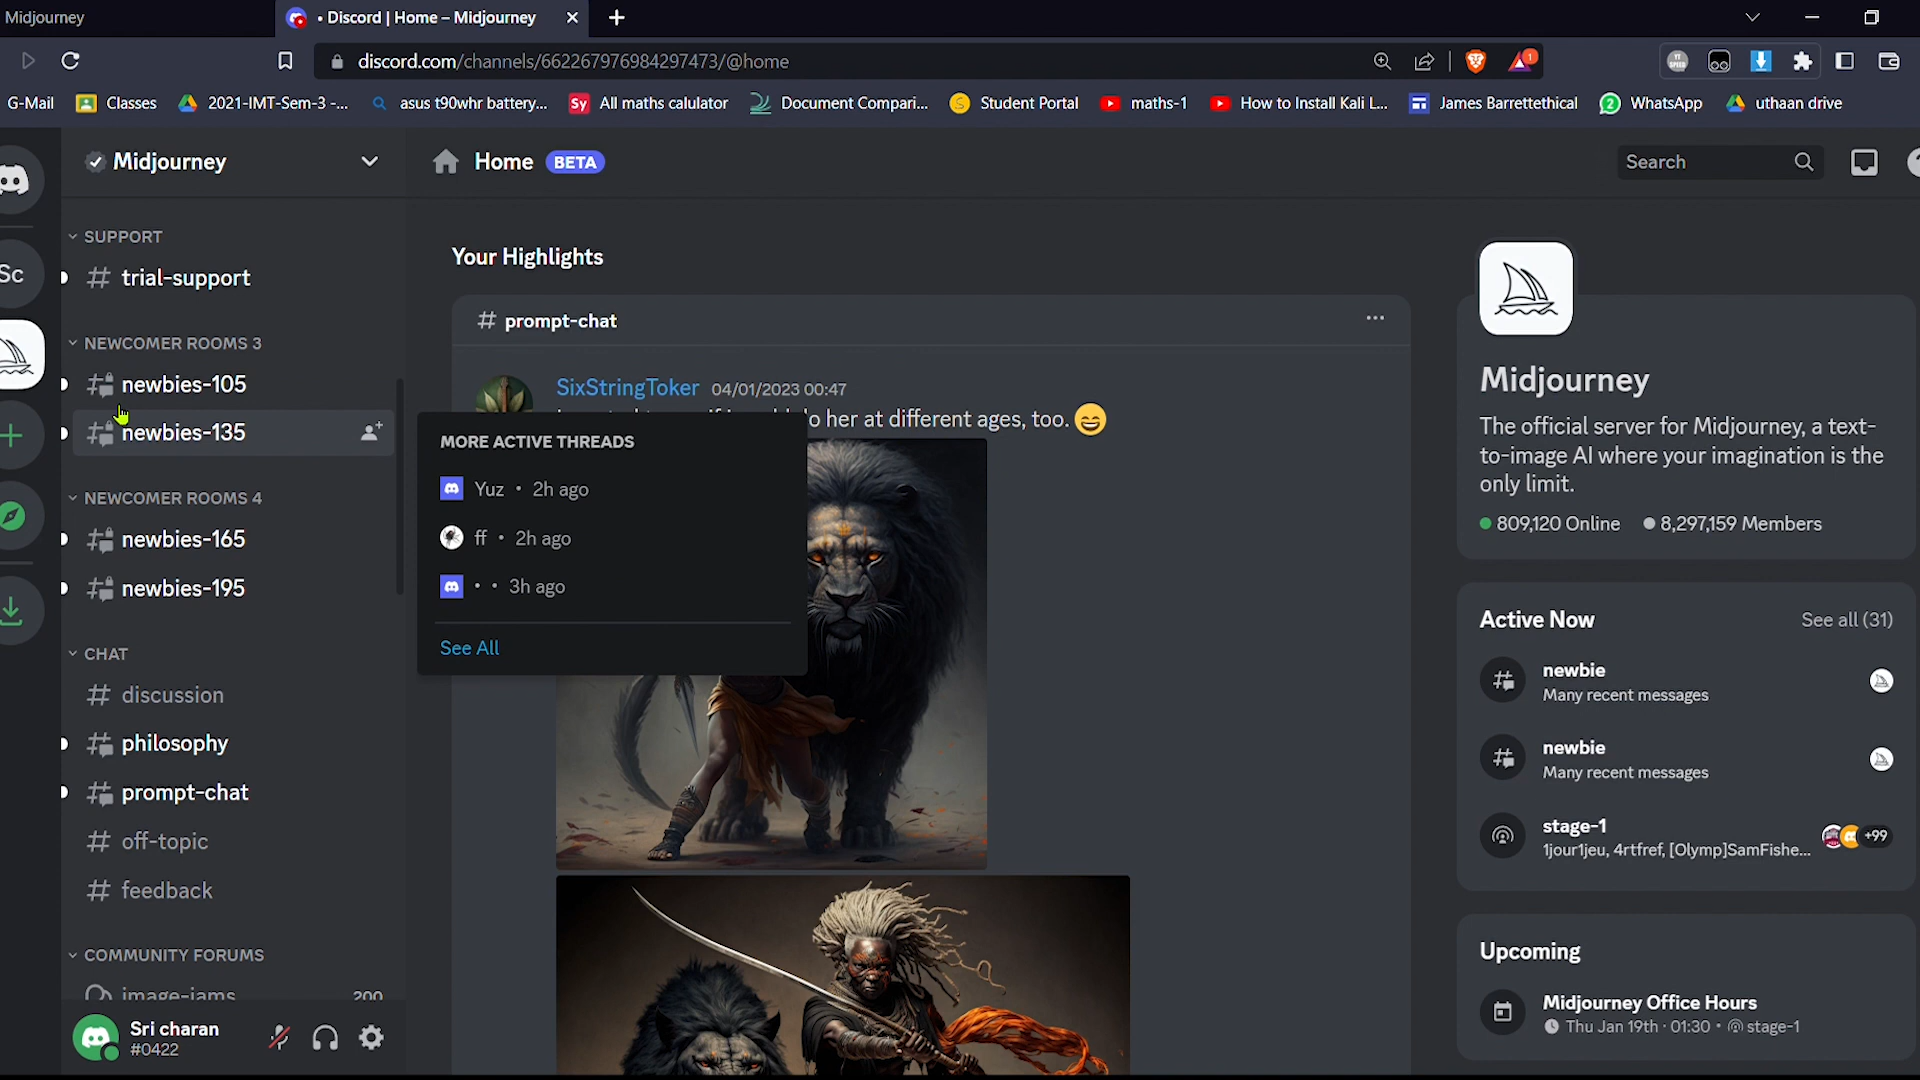 Midjourney
• Discord | Home – Midjourney
discord.com/channels/662267976984297473/@home
1
G-Mail
Classes
2021-IMT-Sem-3 -...
asus t90whr battery...
Sy
All maths calulator
Document Compari...
Student Portal
maths-1
How to Install Kali L...
James Barrettethical
2
WhatsApp
uthaan drive
Midjourney
Home
BETA
Search
SUPPORT
trial-support
Sc
NEWCOMER ROOMS 3
newbies-105
newbies-135
NEWCOMER ROOMS 4
newbies-165
newbies-195
CHAT
discussion
philosophy
prompt-chat
off-topic
feedback
COMMUNITY FORUMS
image-jams
200
Sri charan
#0422
Your Highlights
prompt-chat
SixStringToker 04/01/2023 00:47
o her at different ages, too. 😄
MORE ACTIVE THREADS
Yuz • 2h ago
ff • 2h ago
• • 3h ago
See All
Midjourney
The official server for Midjourney, a text-
to-image AI where your imagination is the
only limit.
809,120 Online
8,297,159 Members
Active Now
See all (31)
newbie
Many recent messages
newbie
Many recent messages
stage-1
1jour1jeu, 4rtfref, [Olymp]SamFishe...
+99
Upcoming
Midjourney Office Hours
Thu Jan 19th · 01:30 • stage-1